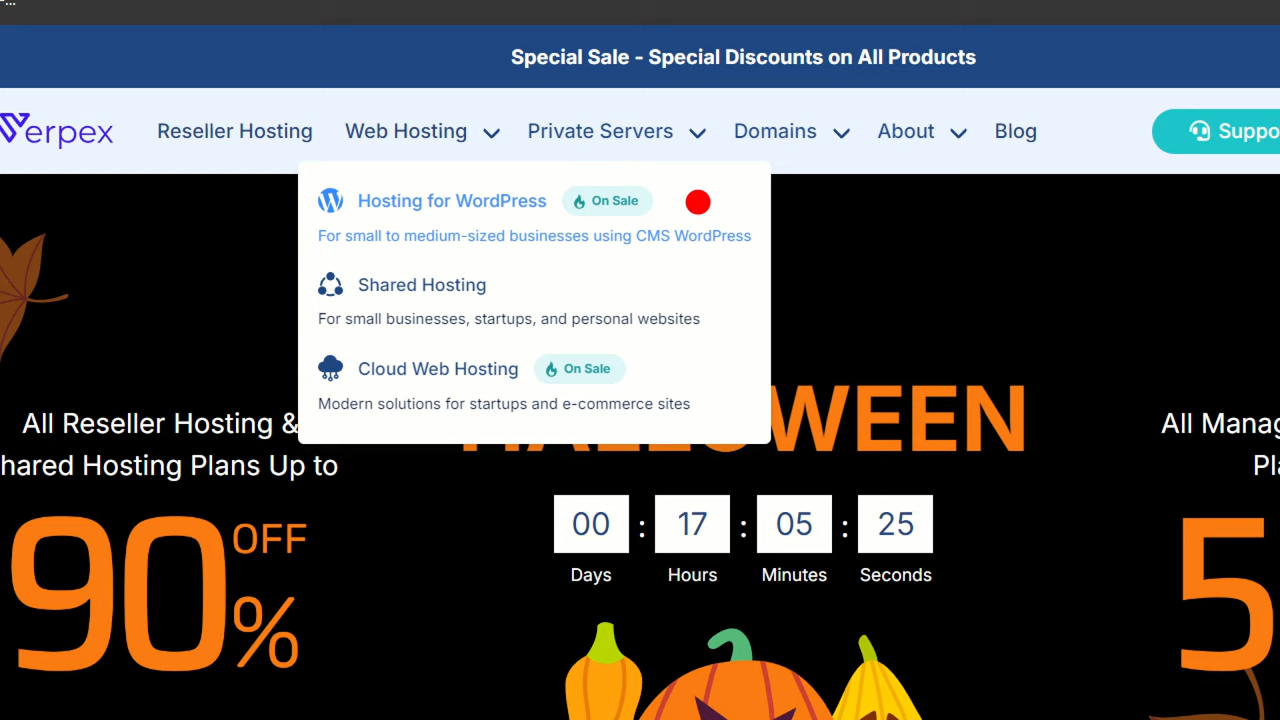 Special Sale - Special Discounts on All Products
erpex
Reseller Hosting
Web Hosting
Private Servers
Domains
About
Blog
Suppo
Hosting for WordPress
On Sale
For small to medium-sized businesses using CMS WordPress
Shared Hosting
For small businesses, startups, and personal websites
Cloud Web Hosting
On Sale
Modern solutions for startups and e-commerce sites
All Reseller Hosting &
hared Hosting Plans Up to
90
OFF
%
WEEN
00 : 17 : 05 : 25
Days Hours Minutes Seconds
All Manag
Pla
5